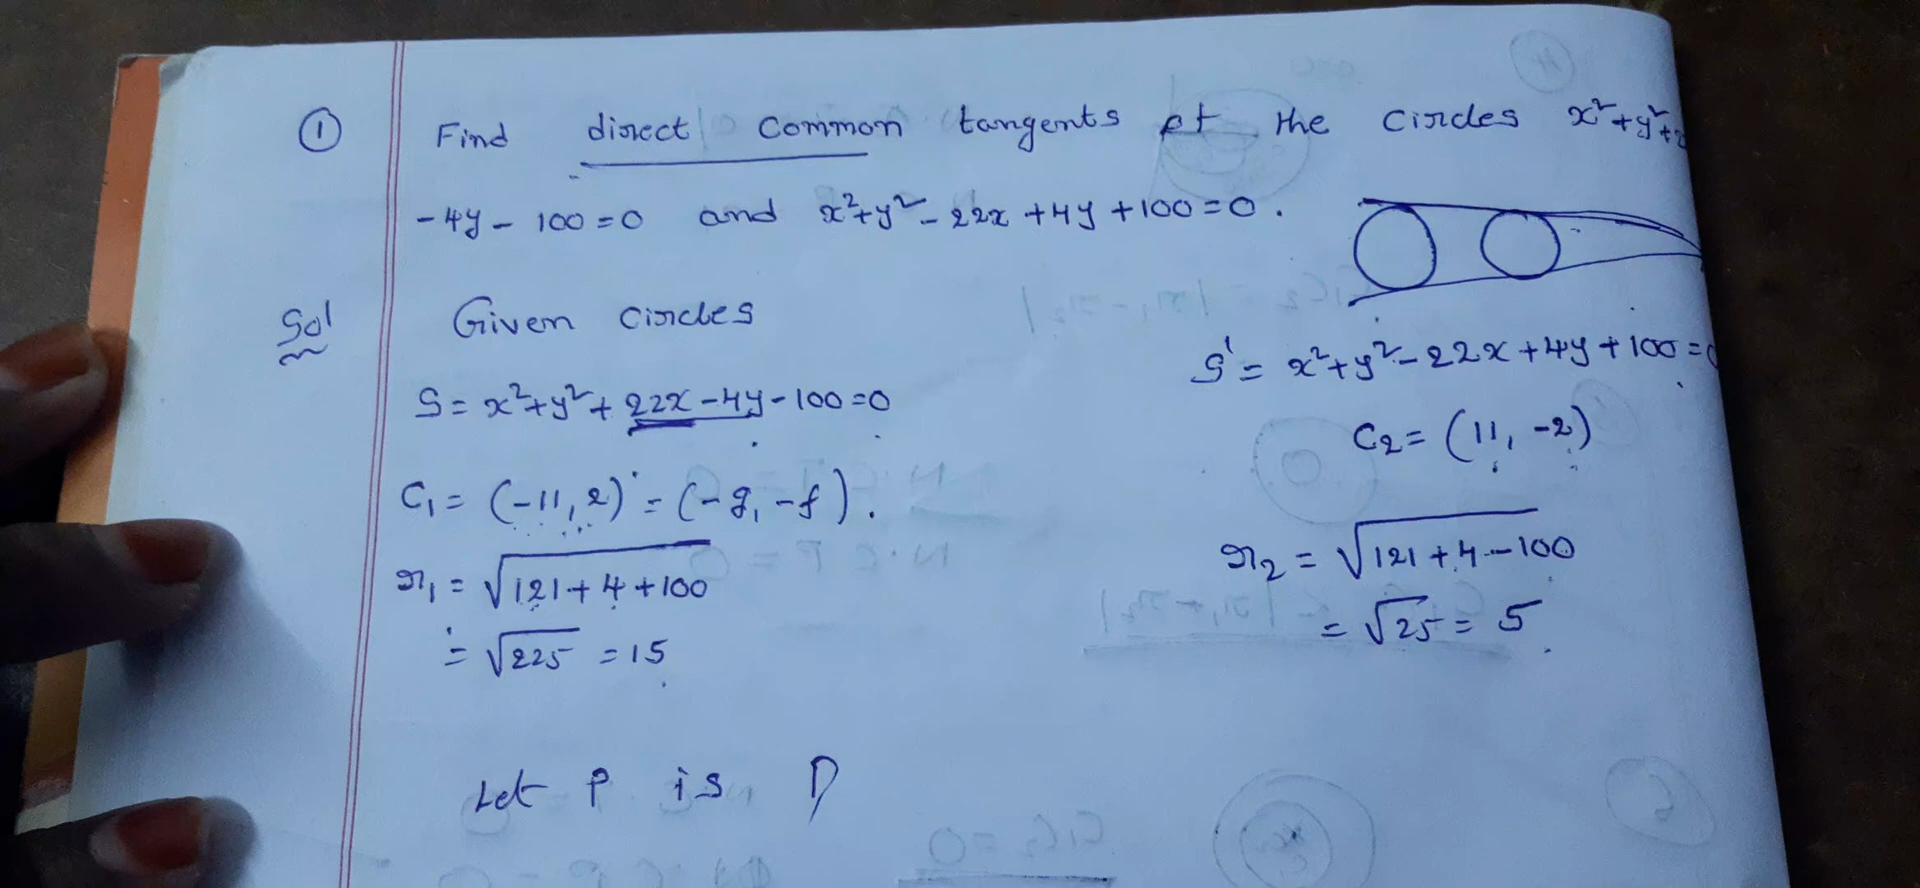 ① Find direct common tangents of the circles x²+y²+2
-4y - 100 = 0 and x²+y²-22x+4y+100=0.
Sol Given circles
S = x²+y²+22x-4y-100=0
S' = x²+y²-22x+4y+100=0
C₁ = (-11, 2) = (-g, -f).
C₂ = (11, -2)
r₁ = √121+4+100
r₂ = √121+4-100
= √225 = 15
= √25 = 5
Let P is D